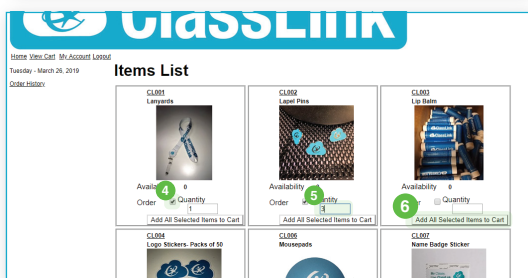 ClassLink
Home View Cart My Account Logout
Tuesday - March 26, 2019
Order History
Items List
CL001
Lanyards
Availa 0
4
Order Quantity
1
Add All Selected Items to Cart
CL002
Lapel Pins
Availability
5
Order Quantity
3
Add All Selected Items to Cart
CL003
Lip Balm
Availability 0
6
r Quantity
Add All Selected Items to Cart
CL004
Logo Stickers- Packs of 50
CL006
Mousepads
CL007
Name Badge Sticker